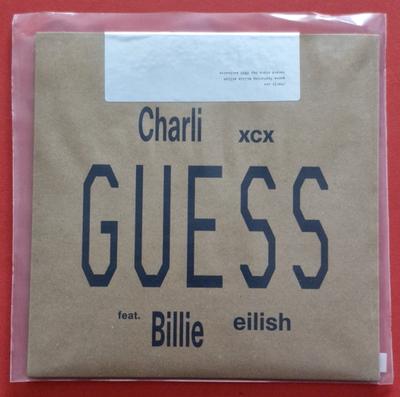 Charli xcx
GUESS
feat. Billie eilish